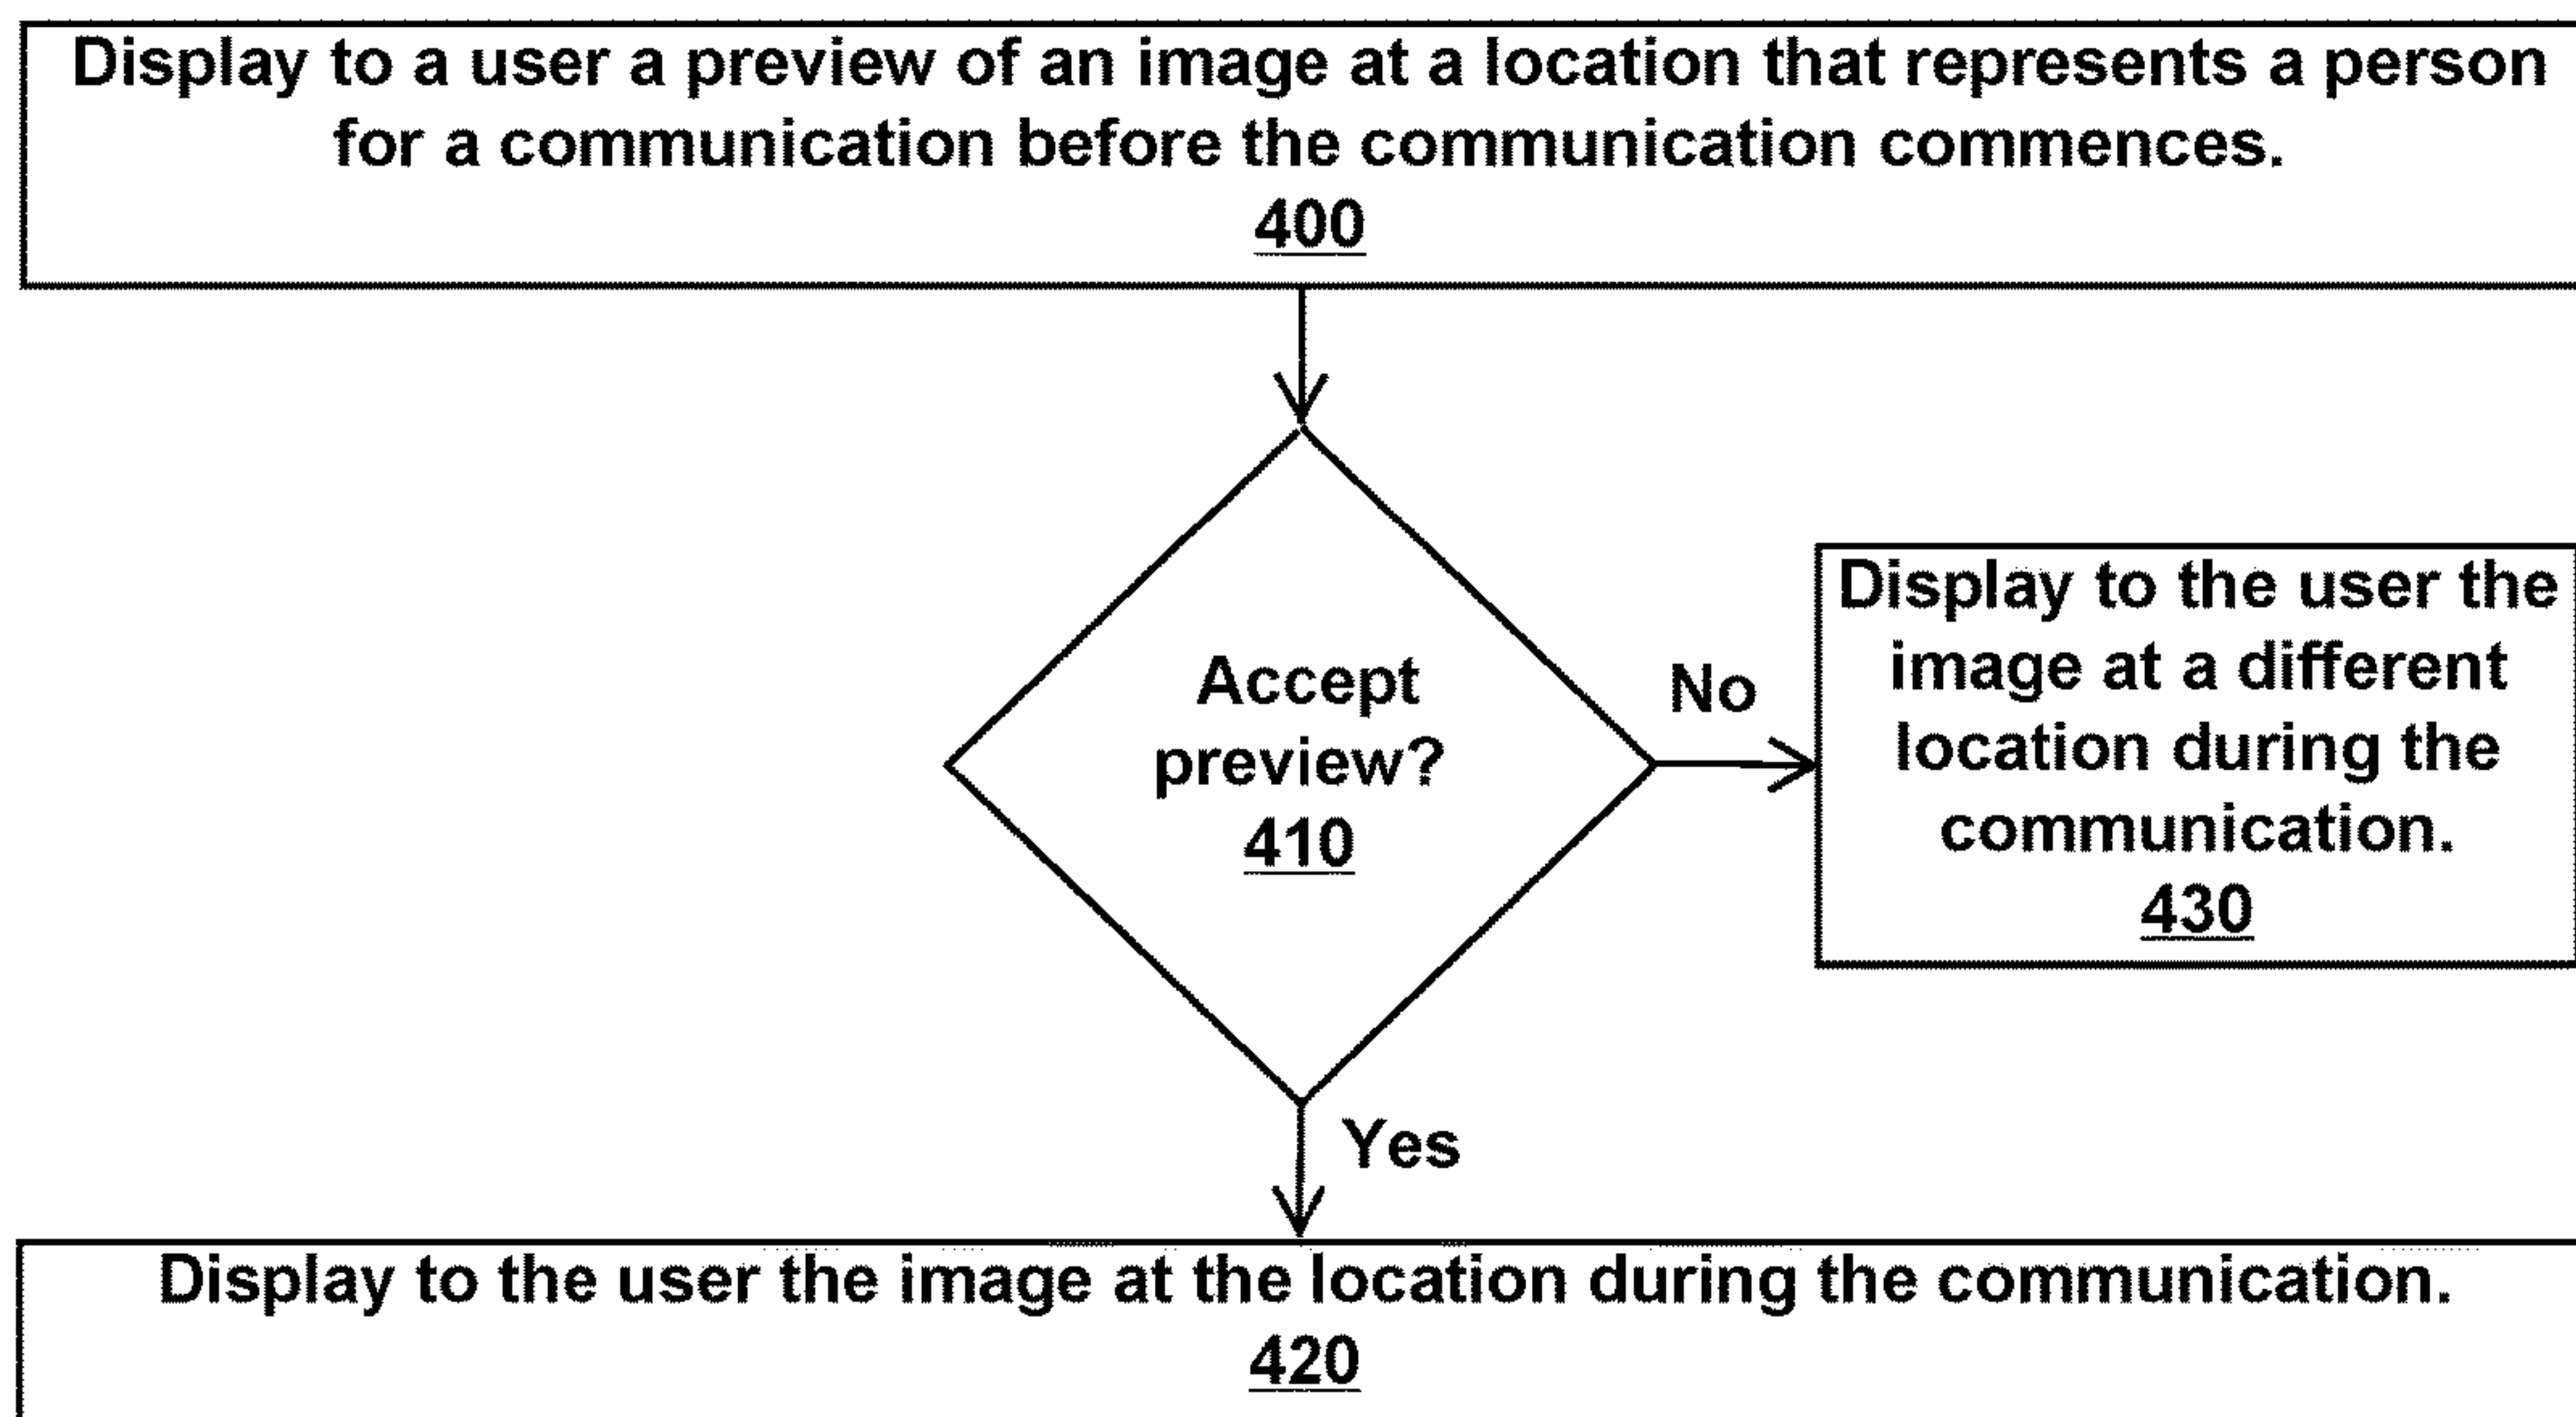 Display to a user a preview of an image at a location that represents a person
for a communication before the communication commences.
400
Accept
preview?
410
No
Display to the user the
image at a different
location during the
communication.
430
Yes
Display to the user the image at the location during the communication.
420